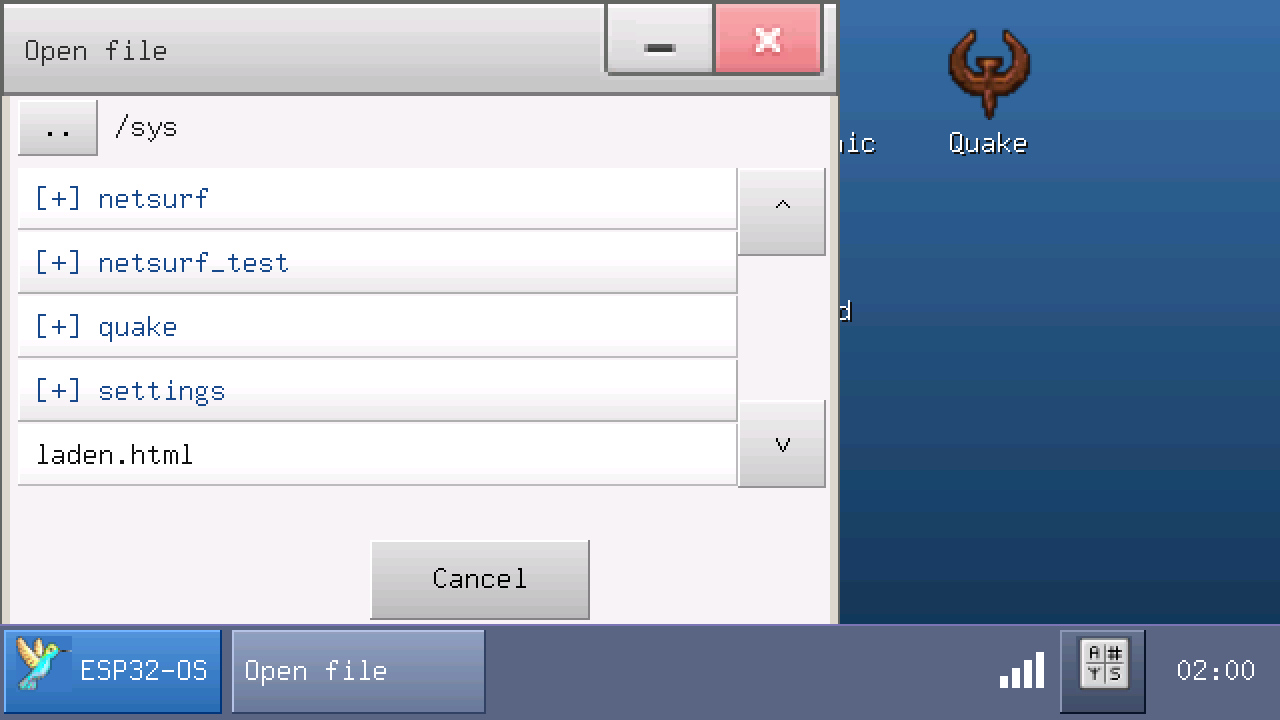 Open file
.. /sys
[+] netsurf
[+] netsurf_test
[+] quake
[+] settings
laden.html
^
v
Cancel
Quake
ESP32-OS
Open file
A #
Y S
02:00